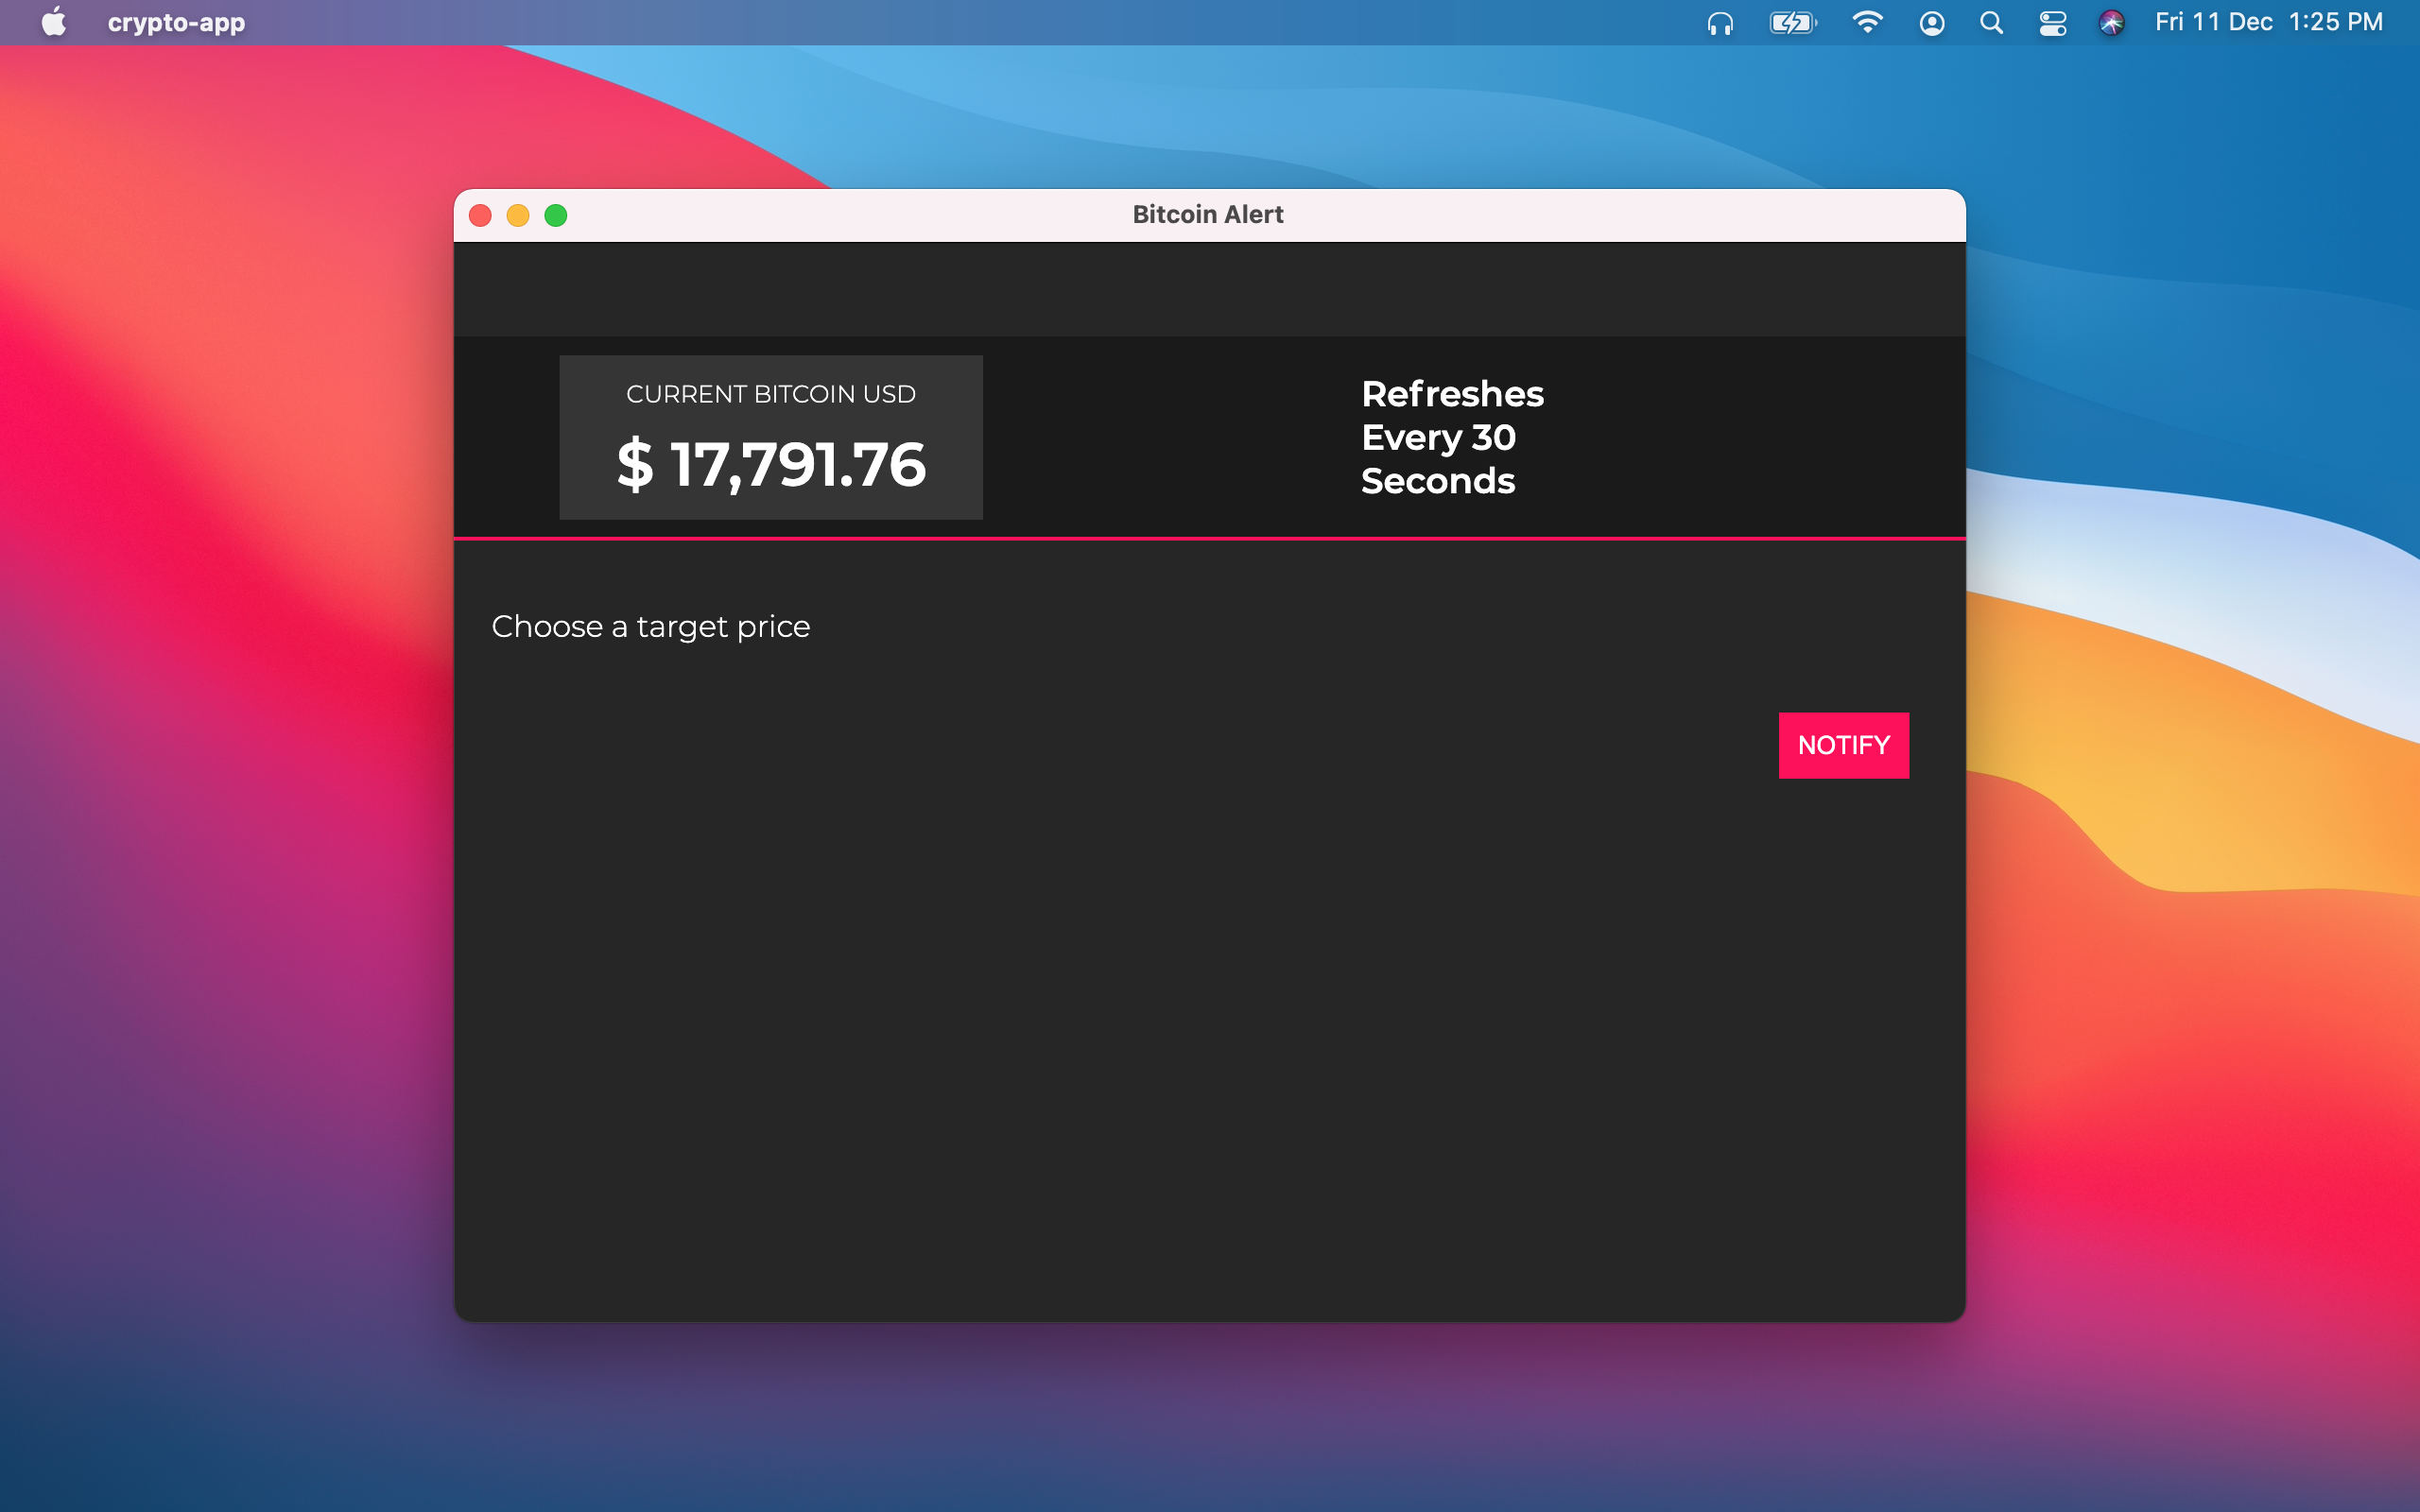 crypto-app
Fri 11 Dec 1:25 PM
Bitcoin Alert
CURRENT BITCOIN USD
$ 17,791.76
Refreshes
Every 30
Seconds
Choose a target price
NOTIFY